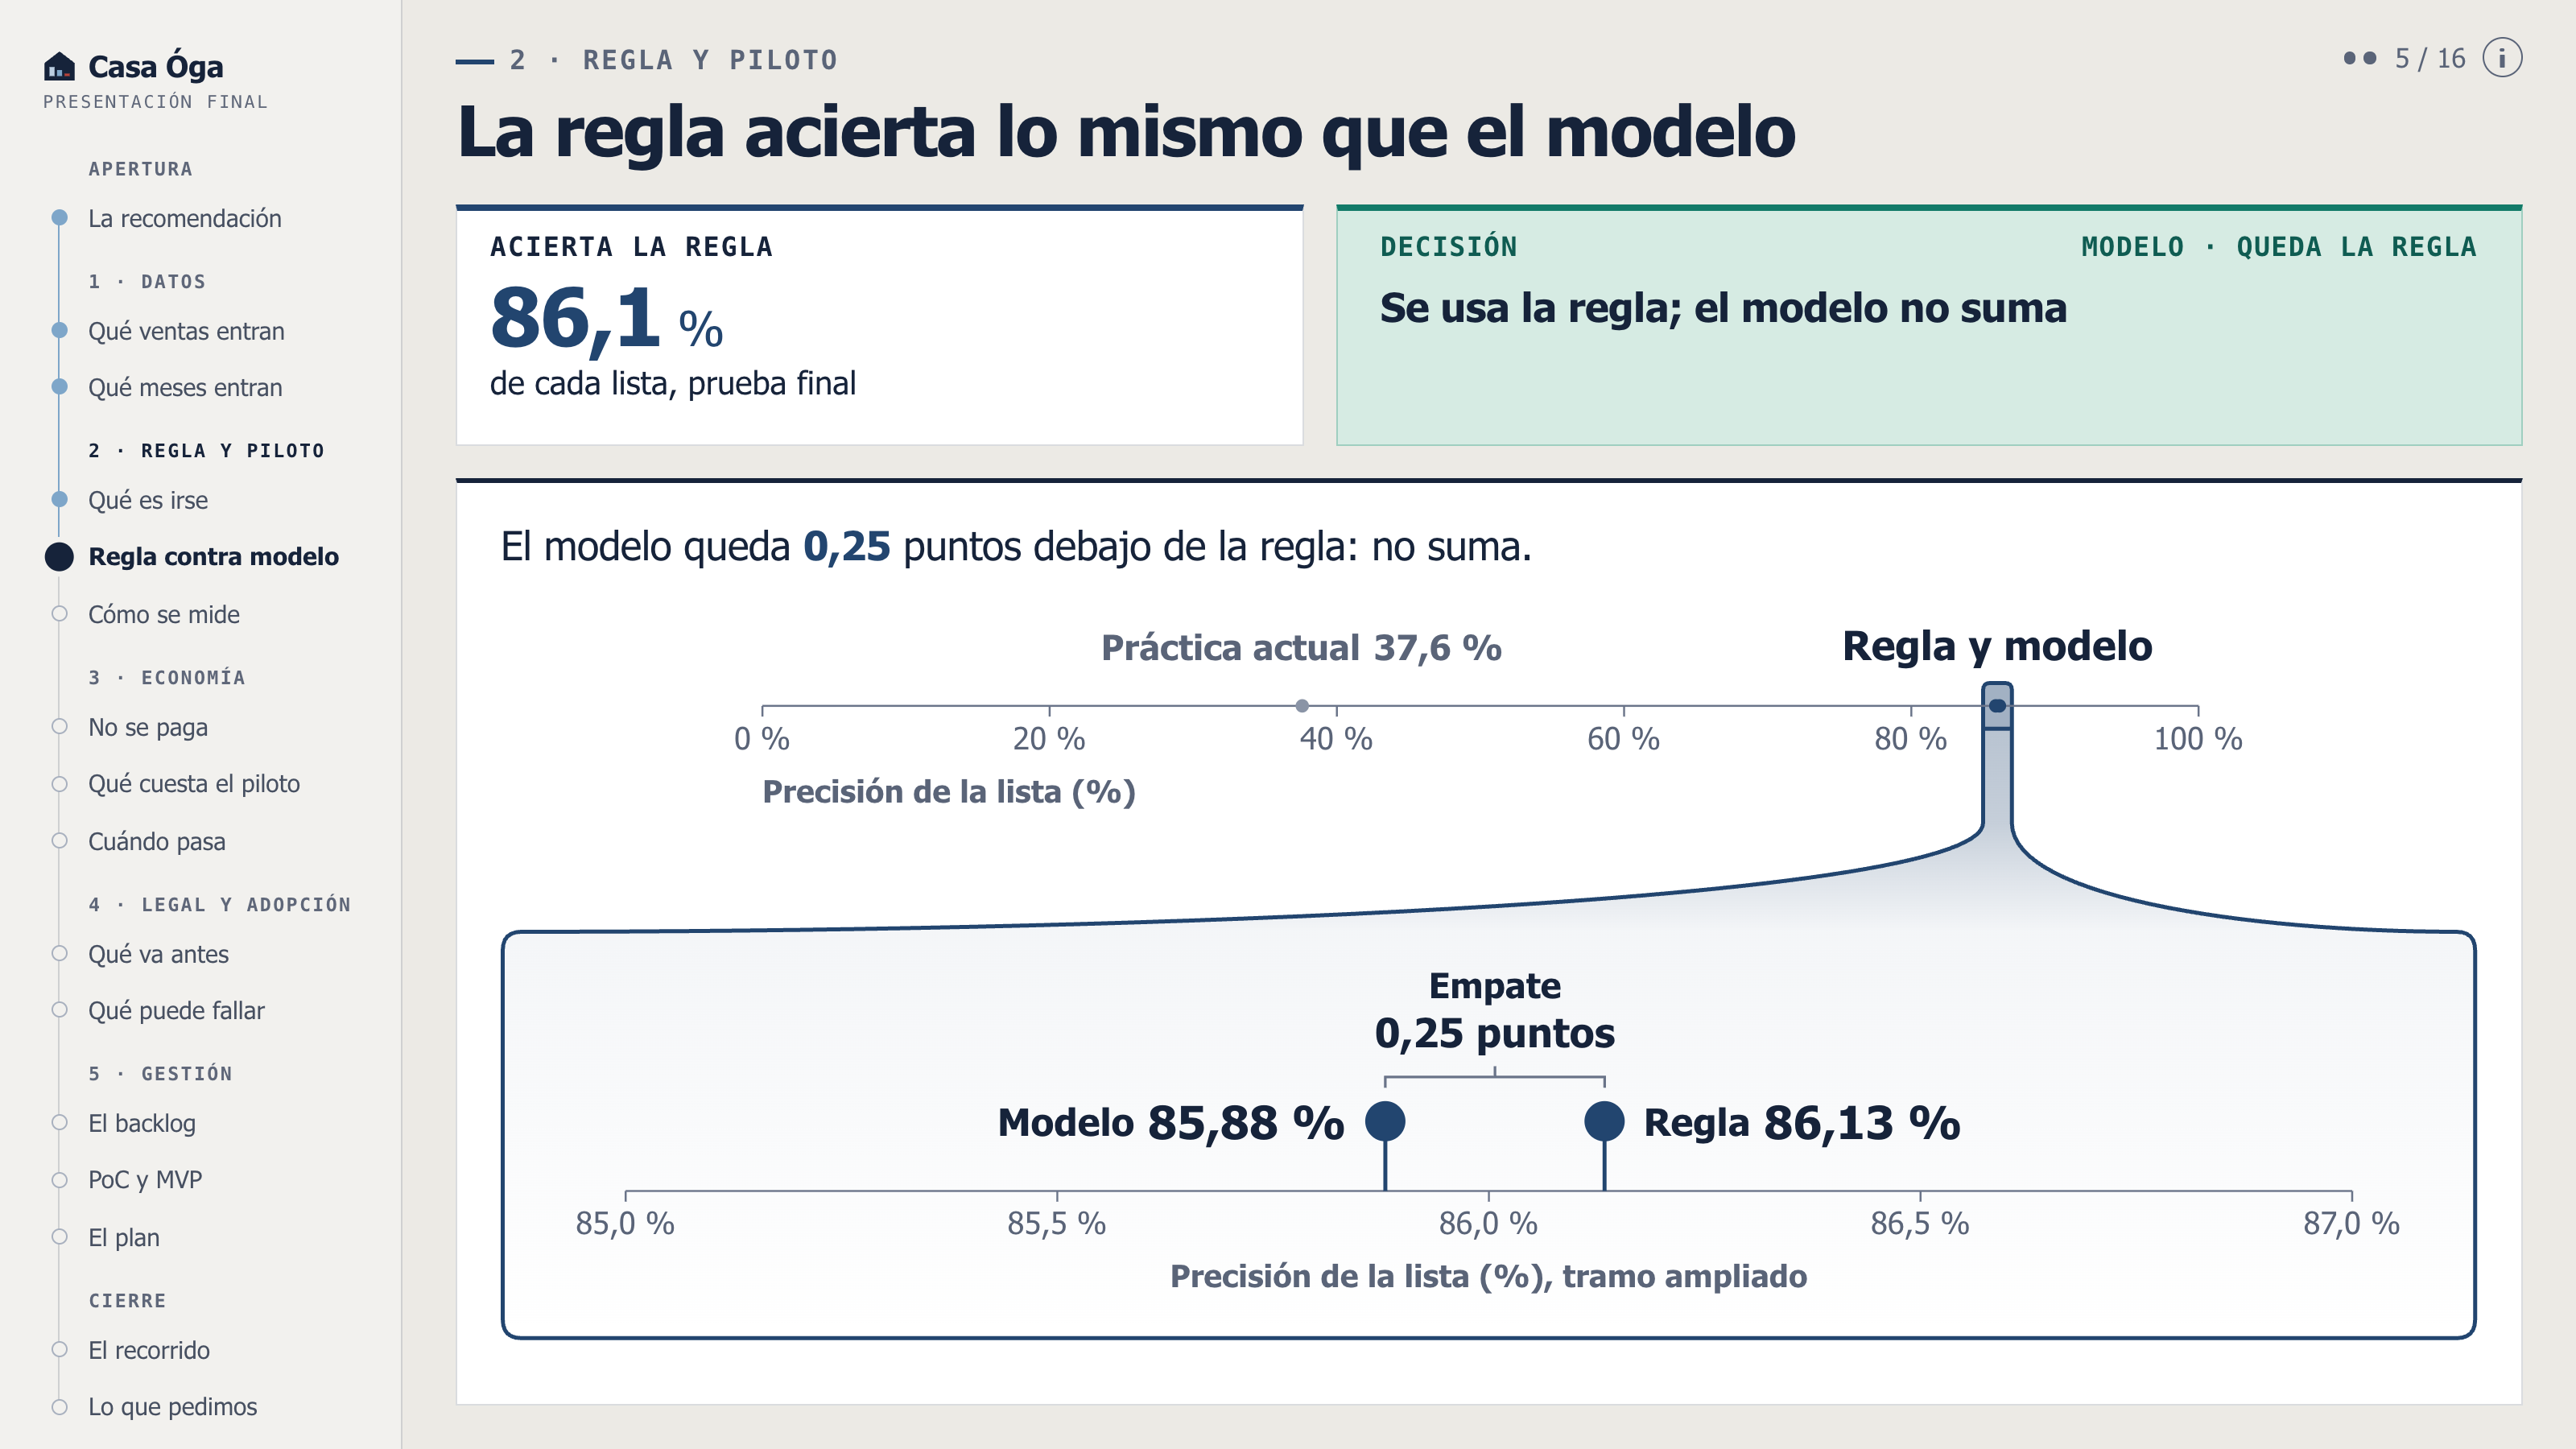 Casa Óga
PRESENTACIÓN FINAL
APERTURA
La recomendación
1 · DATOS
Qué ventas entran
Qué meses entran
2 · REGLA Y PILOTO
Qué es irse
Regla contra modelo
Cómo se mide
3 · ECONOMÍA
No se paga
Qué cuesta el piloto
Cuándo pasa
4 · LEGAL Y ADOPCIÓN
Qué va antes
Qué puede fallar
5 · GESTIÓN
El backlog
PoC y MVP
El plan
CIERRE
El recorrido
Lo que pedimos
2 · REGLA Y PILOTO
5 / 16
i
La regla acierta lo mismo que el modelo
ACIERTA LA REGLA
86,1 %
de cada lista, prueba final
DECISIÓN
MODELO · QUEDA LA REGLA
Se usa la regla; el modelo no suma
El modelo queda 0,25 puntos debajo de la regla: no suma.
Práctica actual 37,6 %
Regla y modelo
0 % 20 % 40 % 60 % 80 % 100 %
Precisión de la lista (%)
Empate
0,25 puntos
Modelo 85,88 %
Regla 86,13 %
85,0 % 85,5 % 86,0 % 86,5 % 87,0 %
Precisión de la lista (%), tramo ampliado